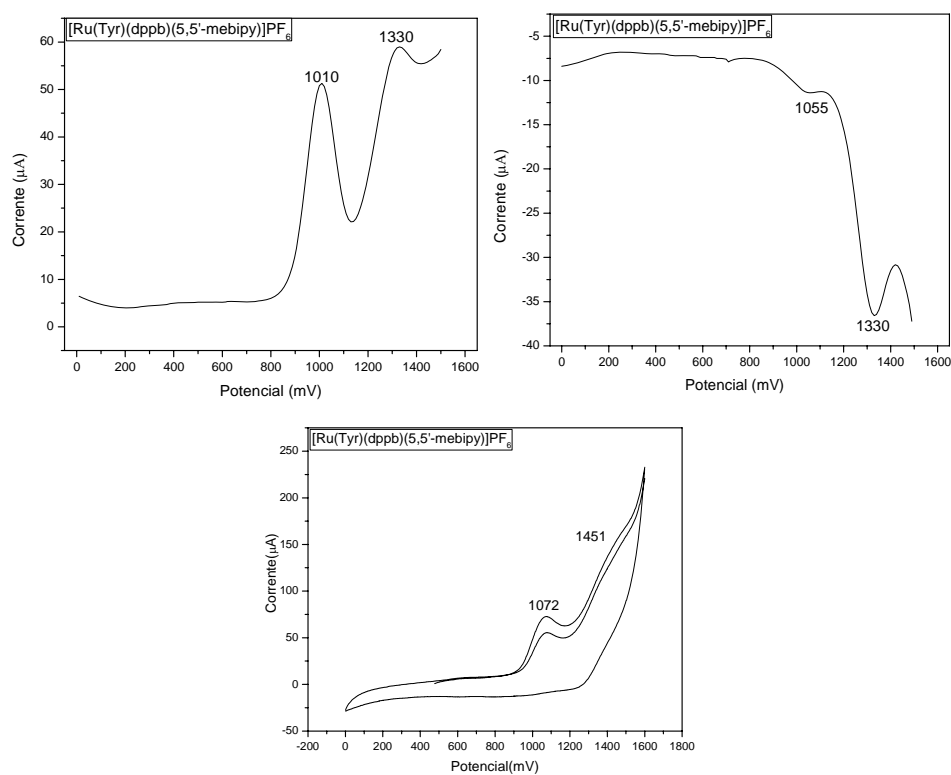 [Ru(Tyr)(dppb)(5,5'-mebipy)]PF6
1010
1330
60
50
40
30
20
10
0
Corrente (μA)
0 200 400 600 800 1000 1200 1400 1600
Potencial (mV)
[Ru(Tyr)(dppb)(5,5'-mebipy)]PF6
1055
1330
-5
-10
-15
-20
-25
-30
-35
-40
Corrente (μA)
0 200 400 600 800 1000 1200 1400 1600
Potencial (mV)
[Ru(Tyr)(dppb)(5,5'-mebipy)]PF6
1451
1072
250
200
150
100
50
0
-50
Corrente(μA)
-200 0 200 400 600 800 1000 1200 1400 1600 1800
Potencial(mV)